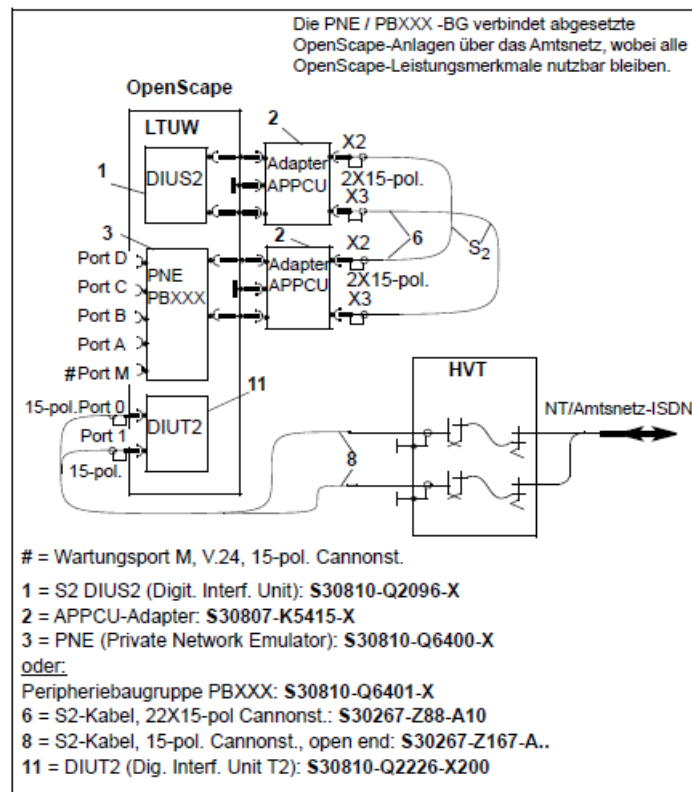 Die PNE / PBXXX -BG verbindet abgesetzte
OpenScape-Anlagen über das Amtsnetz, wobei alle
OpenScape-Leistungsmerkmale nutzbar bleiben.
OpenScape
LTUW
2
X2
1
DIUS2
Adapter
APPCU
2X15-pol.
X3
3
2
X2
6
S2
Port D
PNE
PBXXX
Adapter
APPCU
2X15-pol.
Port C
X3
Port B
Port A
#Port M
HVT
11
NT/Amtsnetz-ISDN
15-pol.Port 0
DIUT2
Port 1
15-pol.
8
# = Wartungsport M, V.24, 15-pol. Cannonst.
1 = S2 DIUS2 (Digit. Interf. Unit): S30810-Q2096-X
2 = APPCU-Adapter: S30807-K5415-X
3 = PNE (Private Network Emulator): S30810-Q6400-X
oder:
Peripheriebaugruppe PBXXX: S30810-Q6401-X
6 = S2-Kabel, 22X15-pol Cannonst.: S30267-Z88-A10
8 = S2-Kabel, 15-pol. Cannonst., open end: S30267-Z167-A..
11 = DIUT2 (Dig. Interf. Unit T2): S30810-Q2226-X200